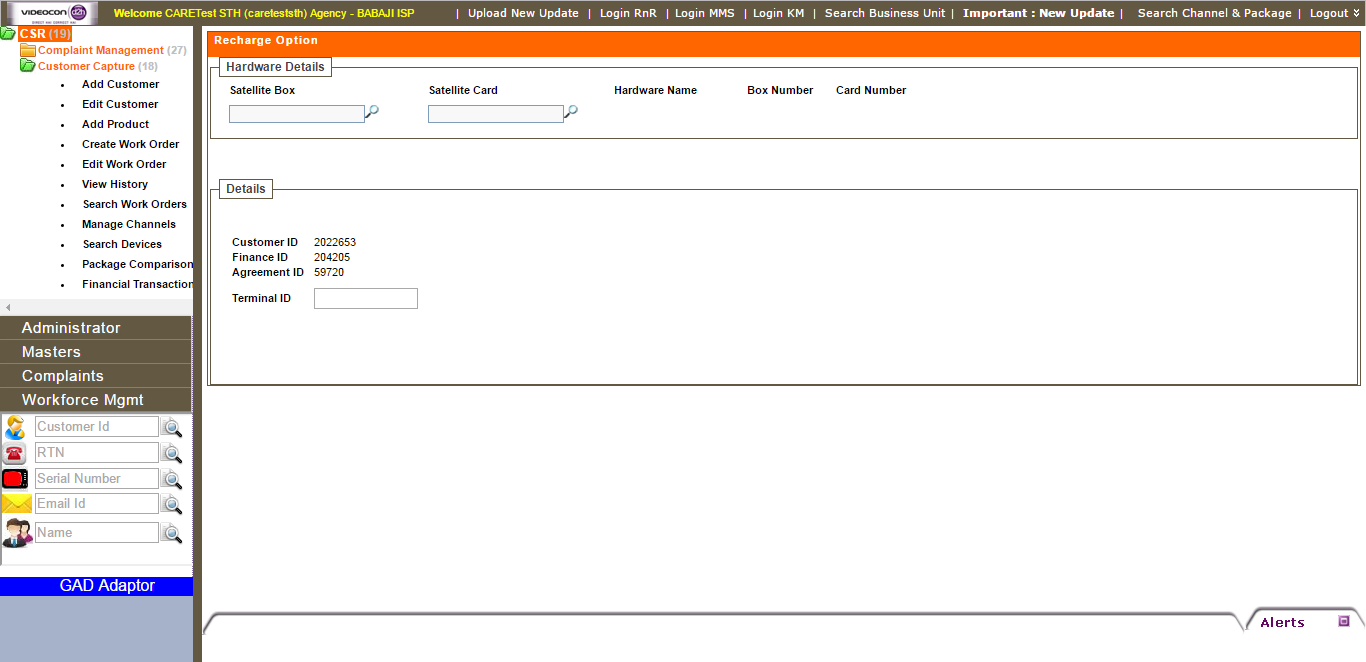 VIDEOCON d2h
DIRECT HAI CORRECT HAI
Welcome CARETest STH (careteststh) Agency - BABAJI ISP
| Upload New Update | Login RnR | Login MMS | Login KM | Search Business Unit | Important : New Update | Search Channel & Package | Logout
CSR (19)
Complaint Management (27)
Customer Capture (18)
• Add Customer
• Edit Customer
• Add Product
• Create Work Order
• Edit Work Order
• View History
• Search Work Orders
• Manage Channels
• Search Devices
• Package Comparison
• Financial Transaction
Administrator
Masters
Complaints
Workforce Mgmt
Customer Id
RTN
Serial Number
Email Id
Name
GAD Adaptor
Recharge Option
Hardware Details
Satellite Box Satellite Card Hardware Name Box Number Card Number
Details
Customer ID 2022653
Finance ID 204205
Agreement ID 59720
Terminal ID
Alerts